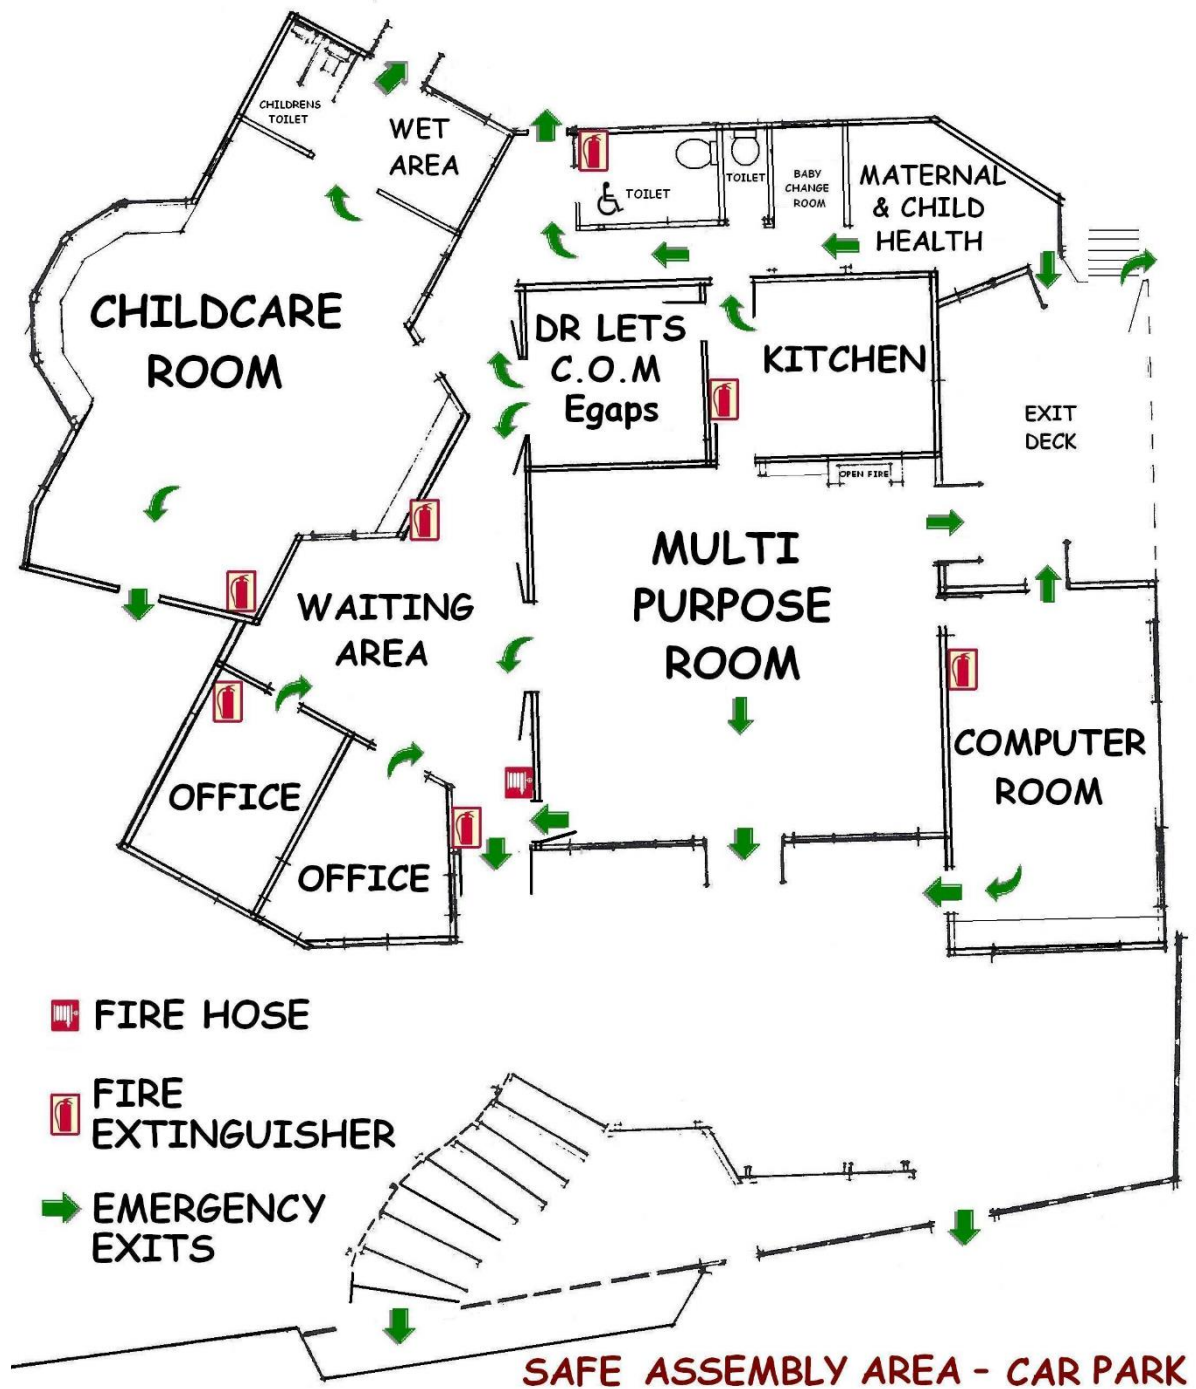 CHILDRENS
TOILET
WET
AREA
TOILET
TOILET
BABY
CHANGE
ROOM
MATERNAL
& CHILD
HEALTH
CHILDCARE
ROOM
DR LETS
C.O.M
Egaps
KITCHEN
EXIT
DECK
OPEN FIRE
MULTI
PURPOSE
ROOM
WAITING
AREA
COMPUTER
ROOM
OFFICE
OFFICE
FIRE HOSE
FIRE
EXTINGUISHER
EMERGENCY
EXITS
SAFE ASSEMBLY AREA - CAR PARK